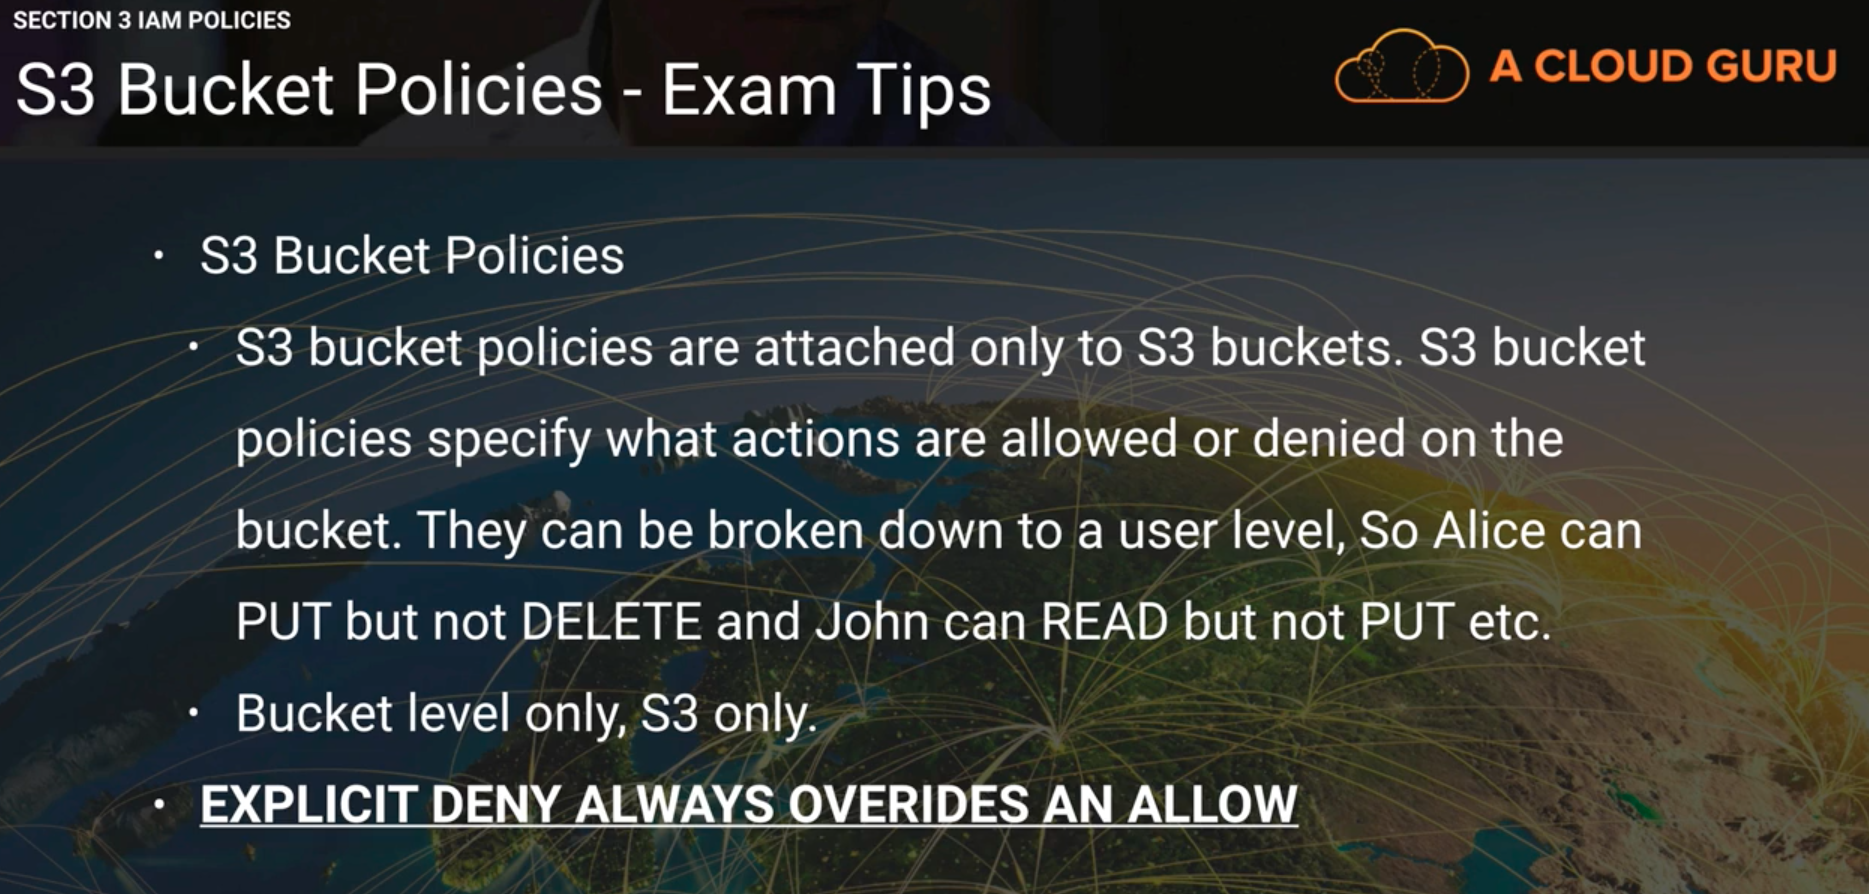 SECTION 3 IAM POLICIES
S3 Bucket Policies - Exam Tips
A CLOUD GURU
• S3 Bucket Policies
• S3 bucket policies are attached only to S3 buckets. S3 bucket
policies specify what actions are allowed or denied on the
bucket. They can be broken down to a user level, So Alice can
PUT but not DELETE and John can READ but not PUT etc.
• Bucket level only, S3 only.
• EXPLICIT DENY ALWAYS OVERIDES AN ALLOW